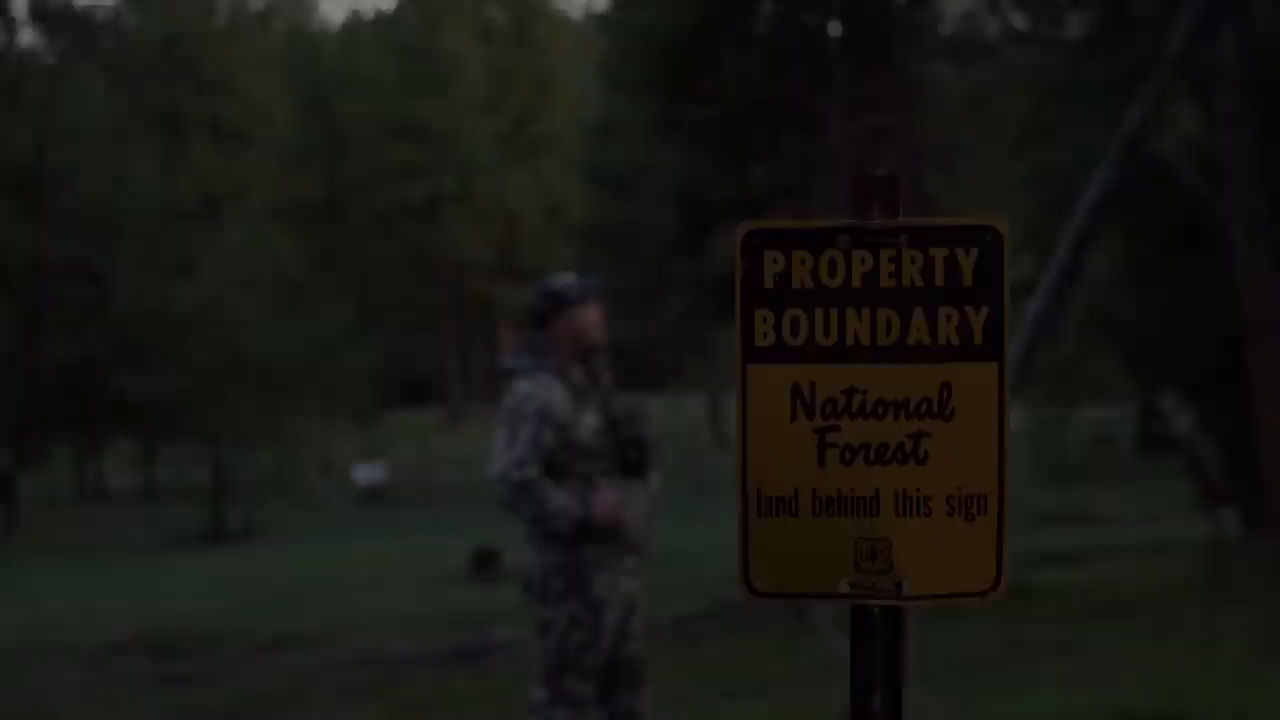 PROPERTY
BOUNDARY
National
Forest
land behind this sign
U S